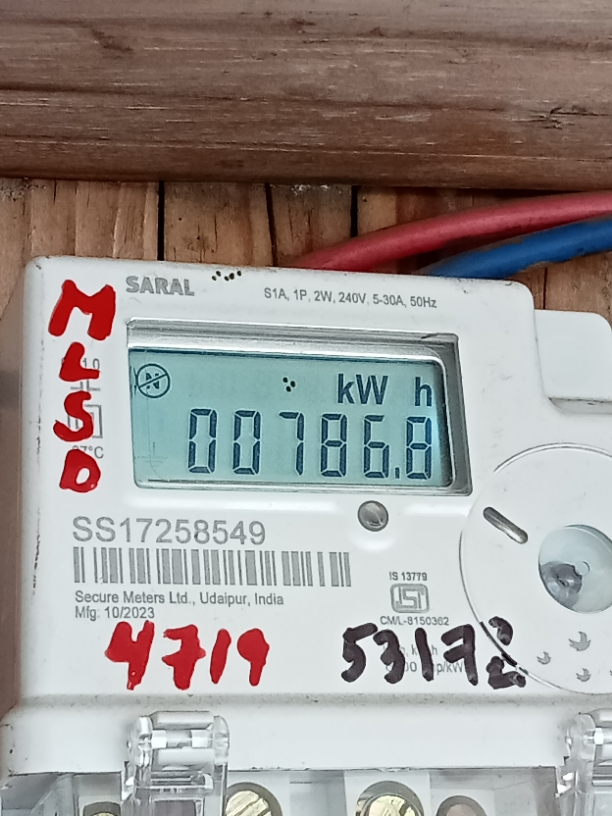 SARAL
S1A, 1P, 2W, 240V, 5-30A, 50Hz
MLSD
kW h
00786.8
SS17258549
Secure Meters Ltd., Udaipur, India
Mfg: 10/2023
IS 13779
ISI
CM/L-8150362
4719
53172